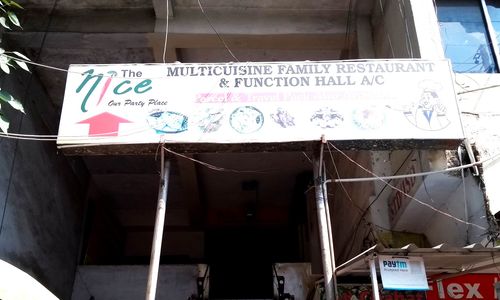 The
nice
Our Party Place
MULTICUISINE FAMILY RESTAURANT
& FUNCTION HALL A/C
paytm
lex